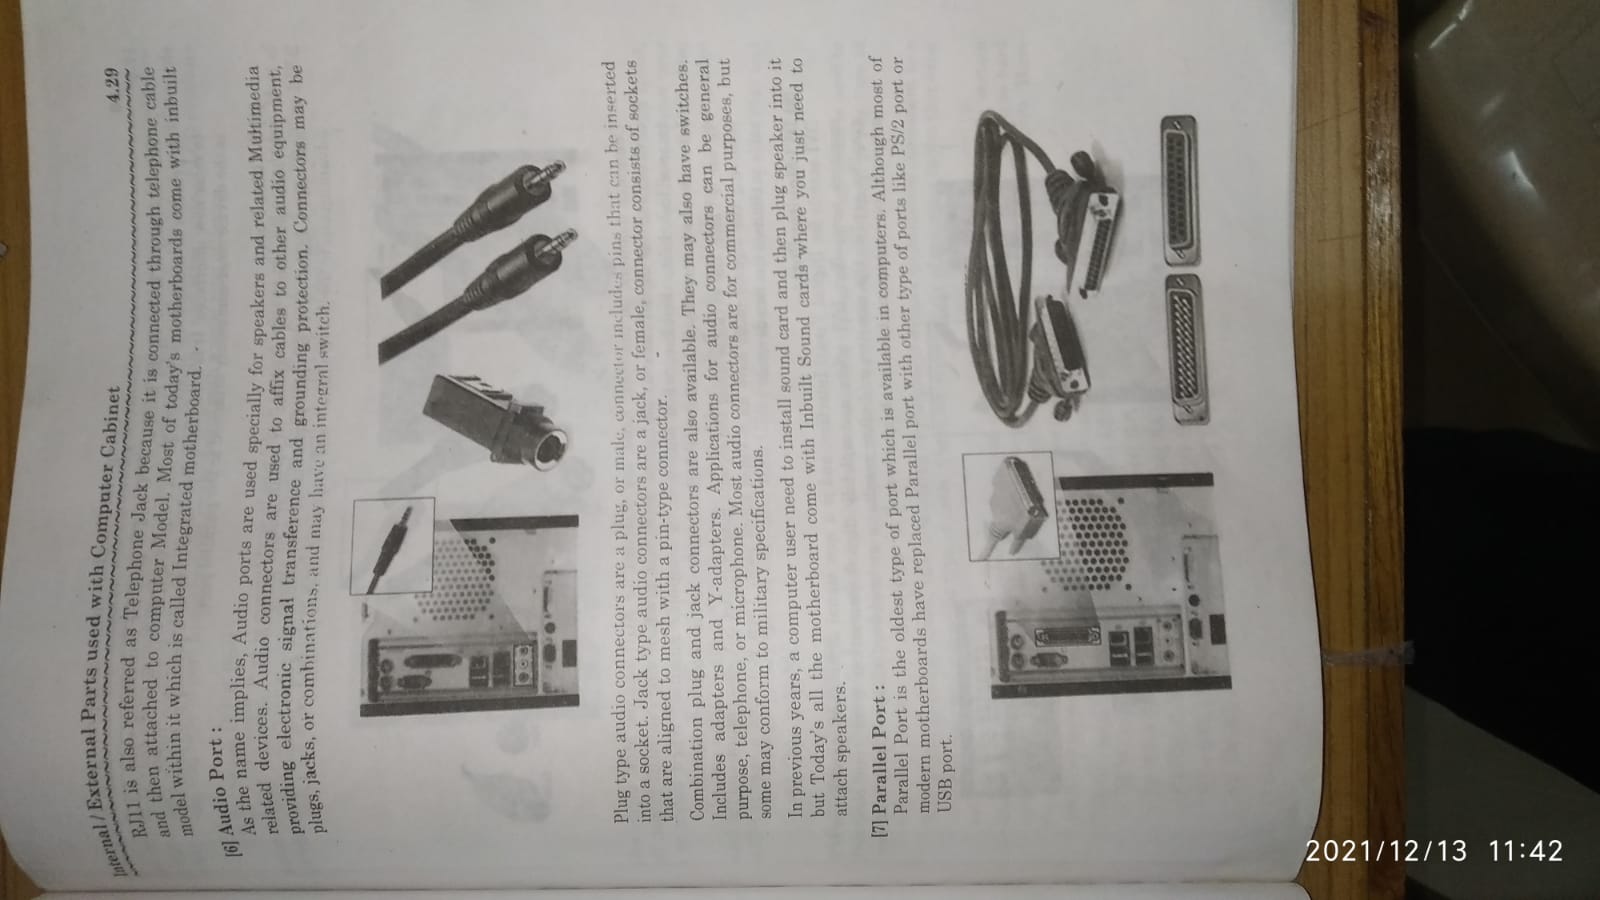 Internal/External Parts used with Computer Cabinet 4.29
RJ11 is also referred as Telephone Jack because it is connected through telephone cable
and then attached to computer Model. Most of today's motherboards come with inbuilt
model within it which is called Integrated motherboard.
[6] Audio Port :
As the name implies, Audio ports are used specially for speakers and related Multimedia
related devices. Audio connectors are used to affix cables to other audio equipment,
providing electronic signal transference and grounding protection. Connectors may be
plugs, jacks, or combinations, and may have an integral switch.
Plug type audio connectors are a plug, or male, connector includes pins that can be inserted
into a socket. Jack type audio connectors are a jack, or female, connector consists of sockets
that are aligned to mesh with a pin-type connector.
Combination plug and jack connectors are also available. They may also have switches.
Includes adapters and Y-adapters. Applications for audio connectors can be general
purpose, telephone, or microphone. Most audio connectors are for commercial purposes, but
some may conform to military specifications.
In previous years, a computer user need to install sound card and then plug speaker into it
but Today's all the motherboard come with Inbuilt Sound cards where you just need to
attach speakers.
[7] Parallel Port :
Parallel Port is the oldest type of port which is available in computers. Although most of
modern motherboards have replaced Parallel port with other type of ports like PS/2 port or
USB port.
2021/12/13 11:42